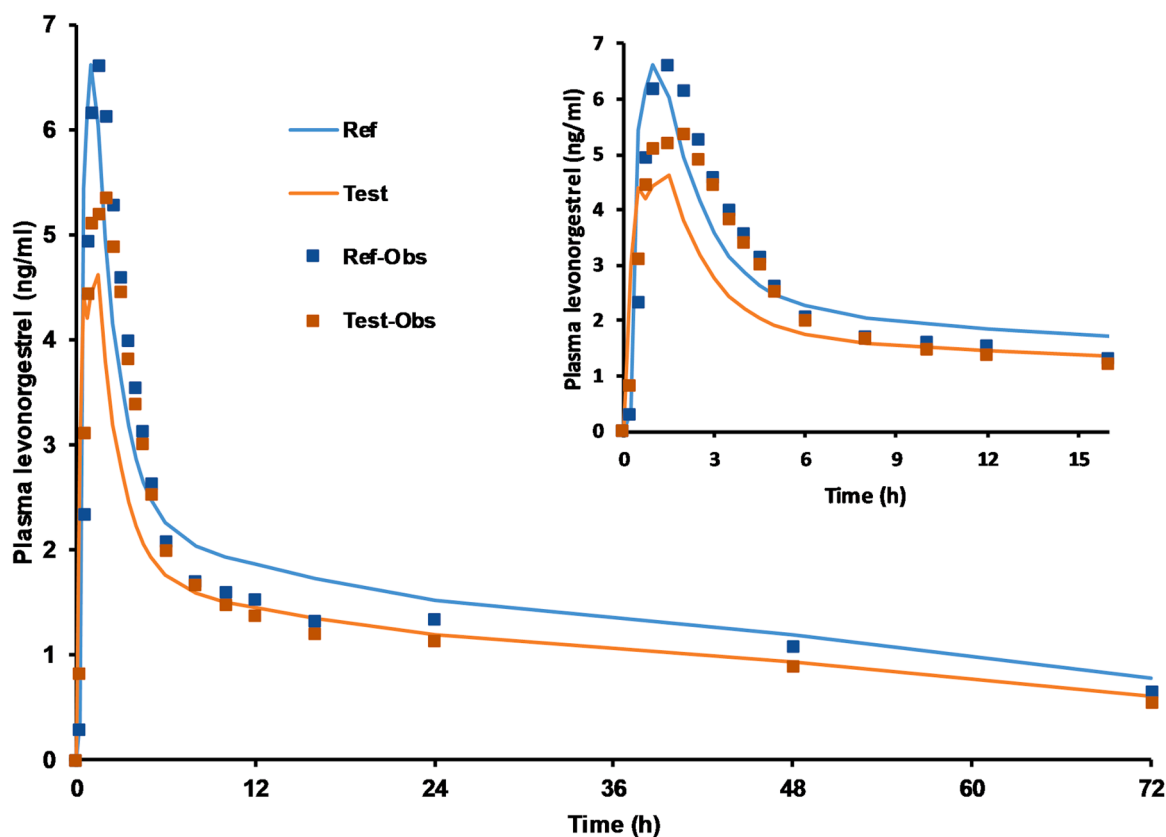 Plasma levonorgestrel (ng/ml)
7
6
5
4
3
2
1
0
0 12 24 36 48 60 72
Time (h)
Ref
Test
Ref-Obs
Test-Obs
Plasma levonorgestrel (ng/ml)
7
6
5
4
3
2
1
0
0 3 6 9 12 15
Time (h)